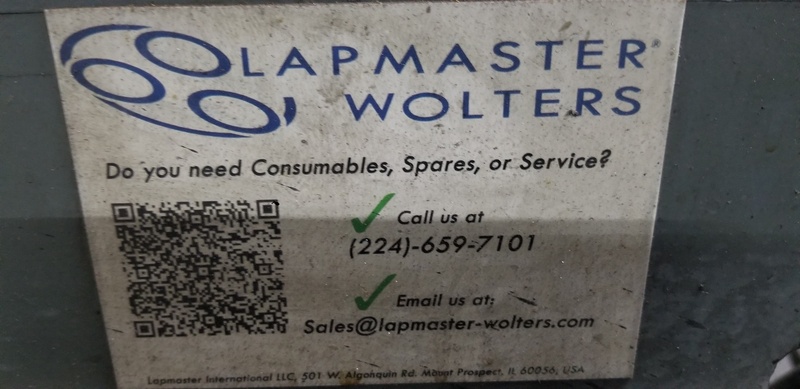 LAPMASTER®
WOLTERS
Do you need Consumables, Spares, or Service?
Call us at
(224)-659-7101
Email us at:
Sales@lapmaster-wolters.com
Lapmaster International LLC, 501 W. Algonquin Rd. Mount Prospect, IL 60056, USA